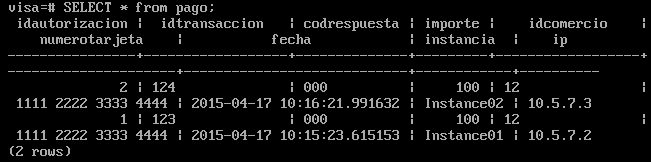 visa=# SELECT * from pago;
 idautorizacion | idtransaccion | codrespuesta | importe | idcomercio |
    numerotarjeta    |           fecha            | instancia  |    ip
----------------+---------------+--------------+---------+------------+
---------------------+----------------------------+------------+----------
              2 | 124           | 000          |     100 | 12         |
 1111 2222 3333 4444 | 2015-04-17 10:16:21.991632 | Instance02 | 10.5.7.3
              1 | 123           | 000          |     100 | 12         |
 1111 2222 3333 4444 | 2015-04-17 10:15:23.615153 | Instance01 | 10.5.7.2
(2 rows)